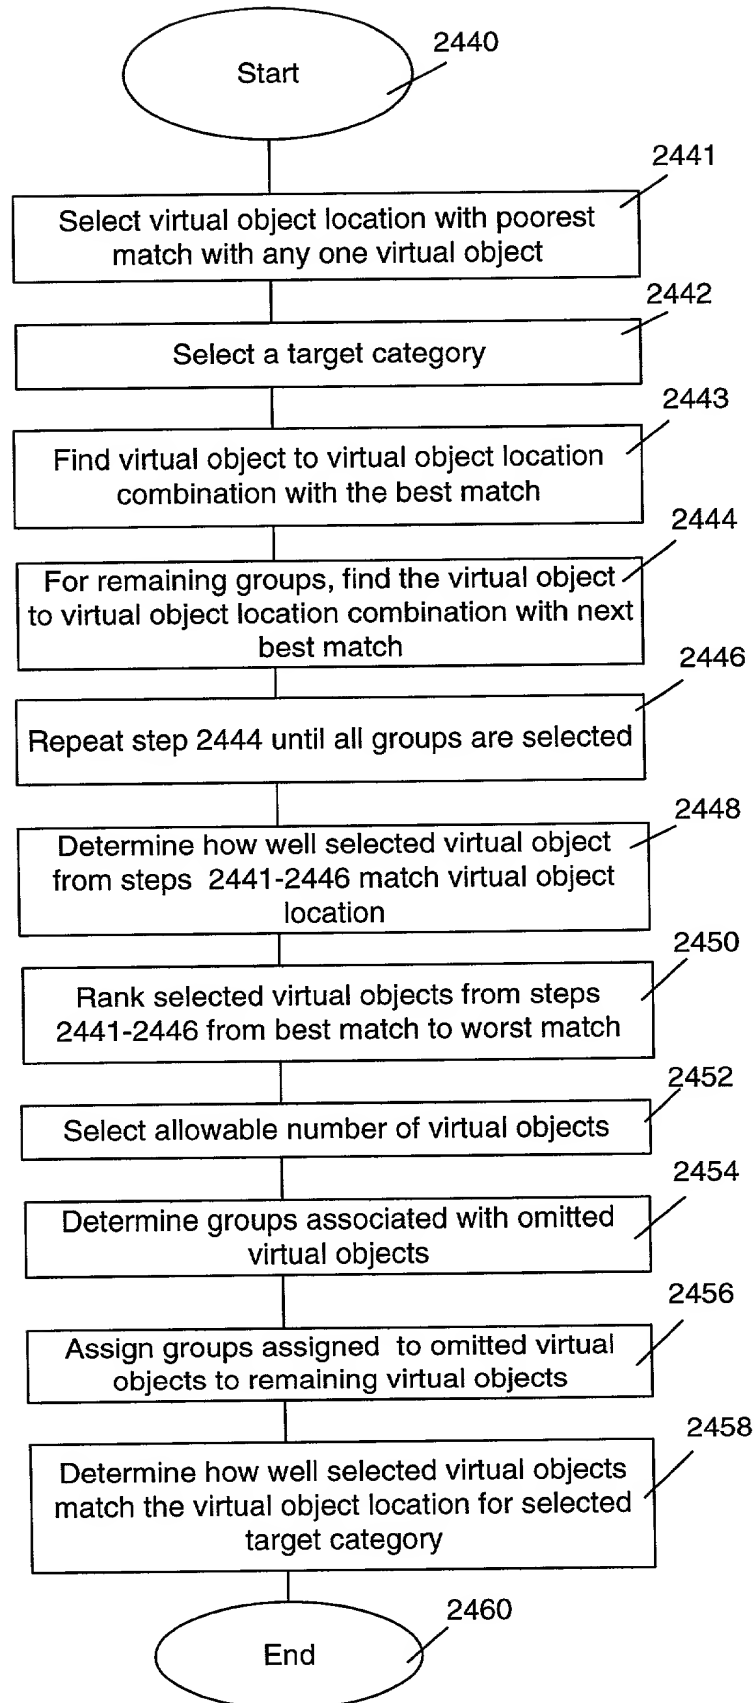 Start
2440
2441
Select virtual object location with poorest
match with any one virtual object
2442
Select a target category
2443
Find virtual object to virtual object location
combination with the best match
2444
For remaining groups, find the virtual object
to virtual object location combination with next
best match
2446
Repeat step 2444 until all groups are selected
2448
Determine how well selected virtual object
from steps 2441-2446 match virtual object
location
2450
Rank selected virtual objects from steps
2441-2446 from best match to worst match
2452
Select allowable number of virtual objects
2454
Determine groups associated with omitted
virtual objects
2456
Assign groups assigned to omitted virtual
objects to remaining virtual objects
2458
Determine how well selected virtual objects
match the virtual object location for selected
target category
2460
End